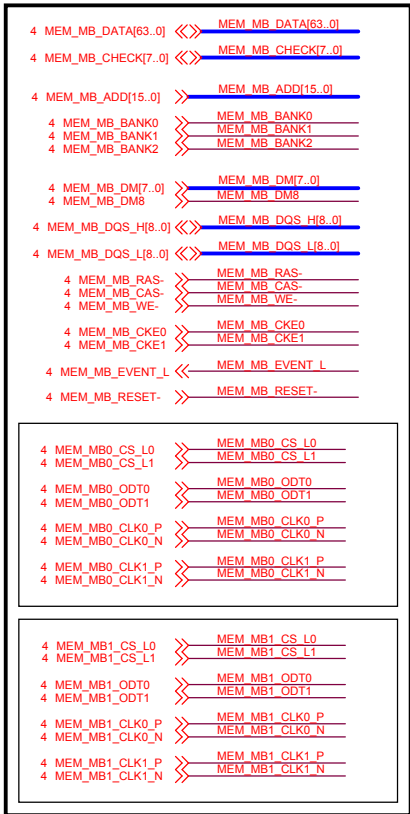 4 MEM_MB_DATA[63..0] MEM_MB_DATA[63..0]
4 MEM_MB_CHECK[7..0] MEM_MB_CHECK[7..0]
4 MEM_MB_ADD[15..0] MEM_MB_ADD[15..0]
4 MEM_MB_BANK0 MEM_MB_BANK0
4 MEM_MB_BANK1 MEM_MB_BANK1
4 MEM_MB_BANK2 MEM_MB_BANK2
4 MEM_MB_DM[7..0] MEM_MB_DM[7..0]
4 MEM_MB_DM8 MEM_MB_DM8
4 MEM_MB_DQS_H[8..0] MEM_MB_DQS_H[8..0]
4 MEM_MB_DQS_L[8..0] MEM_MB_DQS_L[8..0]
4 MEM_MB_RAS- MEM_MB_RAS-
4 MEM_MB_CAS- MEM_MB_CAS-
4 MEM_MB_WE- MEM_MB_WE-
4 MEM_MB_CKE0 MEM_MB_CKE0
4 MEM_MB_CKE1 MEM_MB_CKE1
4 MEM_MB_EVENT_L MEM_MB_EVENT_L
4 MEM_MB_RESET- MEM_MB_RESET-
4 MEM_MB0_CS_L0 MEM_MB0_CS_L0
4 MEM_MB0_CS_L1 MEM_MB0_CS_L1
4 MEM_MB0_ODT0 MEM_MB0_ODT0
4 MEM_MB0_ODT1 MEM_MB0_ODT1
4 MEM_MB0_CLK0_P MEM_MB0_CLK0_P
4 MEM_MB0_CLK0_N MEM_MB0_CLK0_N
4 MEM_MB0_CLK1_P MEM_MB0_CLK1_P
4 MEM_MB0_CLK1_N MEM_MB0_CLK1_N
4 MEM_MB1_CS_L0 MEM_MB1_CS_L0
4 MEM_MB1_CS_L1 MEM_MB1_CS_L1
4 MEM_MB1_ODT0 MEM_MB1_ODT0
4 MEM_MB1_ODT1 MEM_MB1_ODT1
4 MEM_MB1_CLK0_P MEM_MB1_CLK0_P
4 MEM_MB1_CLK0_N MEM_MB1_CLK0_N
4 MEM_MB1_CLK1_P MEM_MB1_CLK1_P
4 MEM_MB1_CLK1_N MEM_MB1_CLK1_N